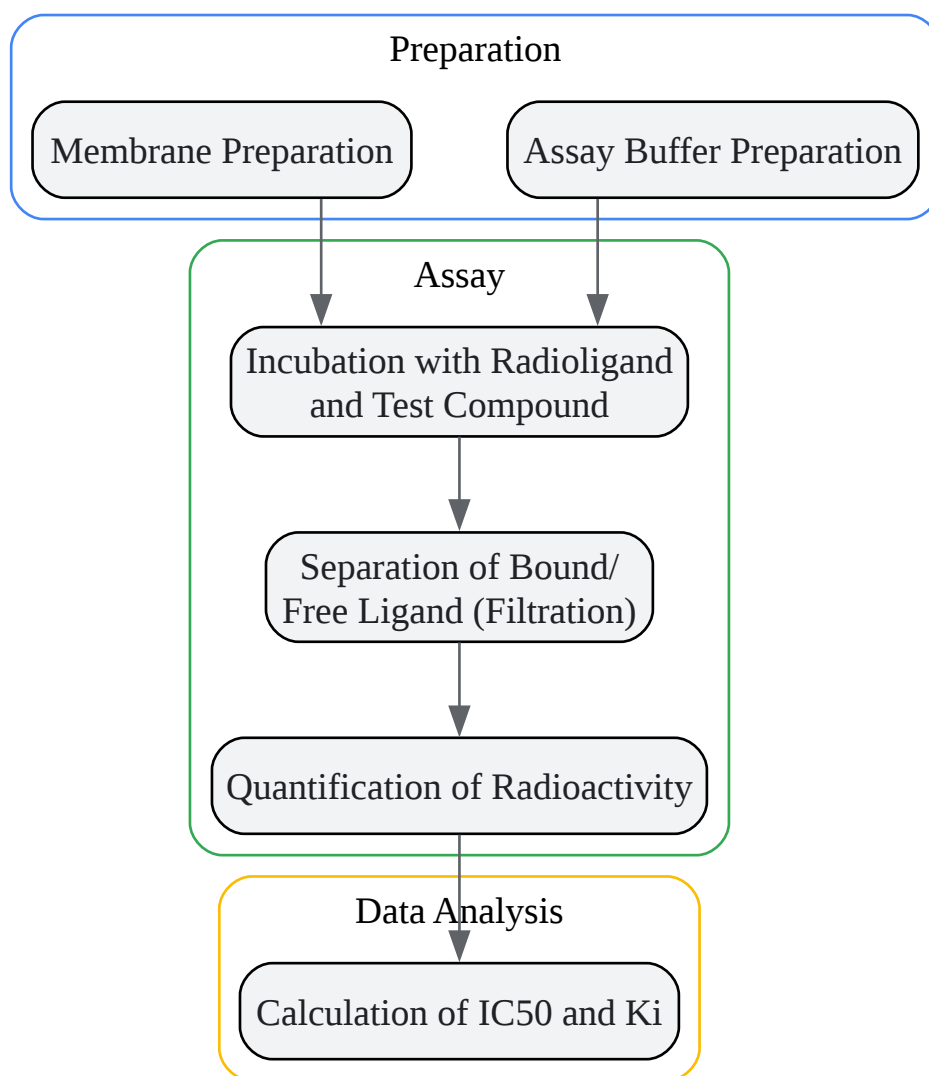 Preparation
Membrane Preparation
Assay Buffer Preparation
Assay
Incubation with Radioligand
and Test Compound
Separation of Bound/
Free Ligand (Filtration)
Quantification of Radioactivity
Data Analysis
Calculation of IC50 and Ki